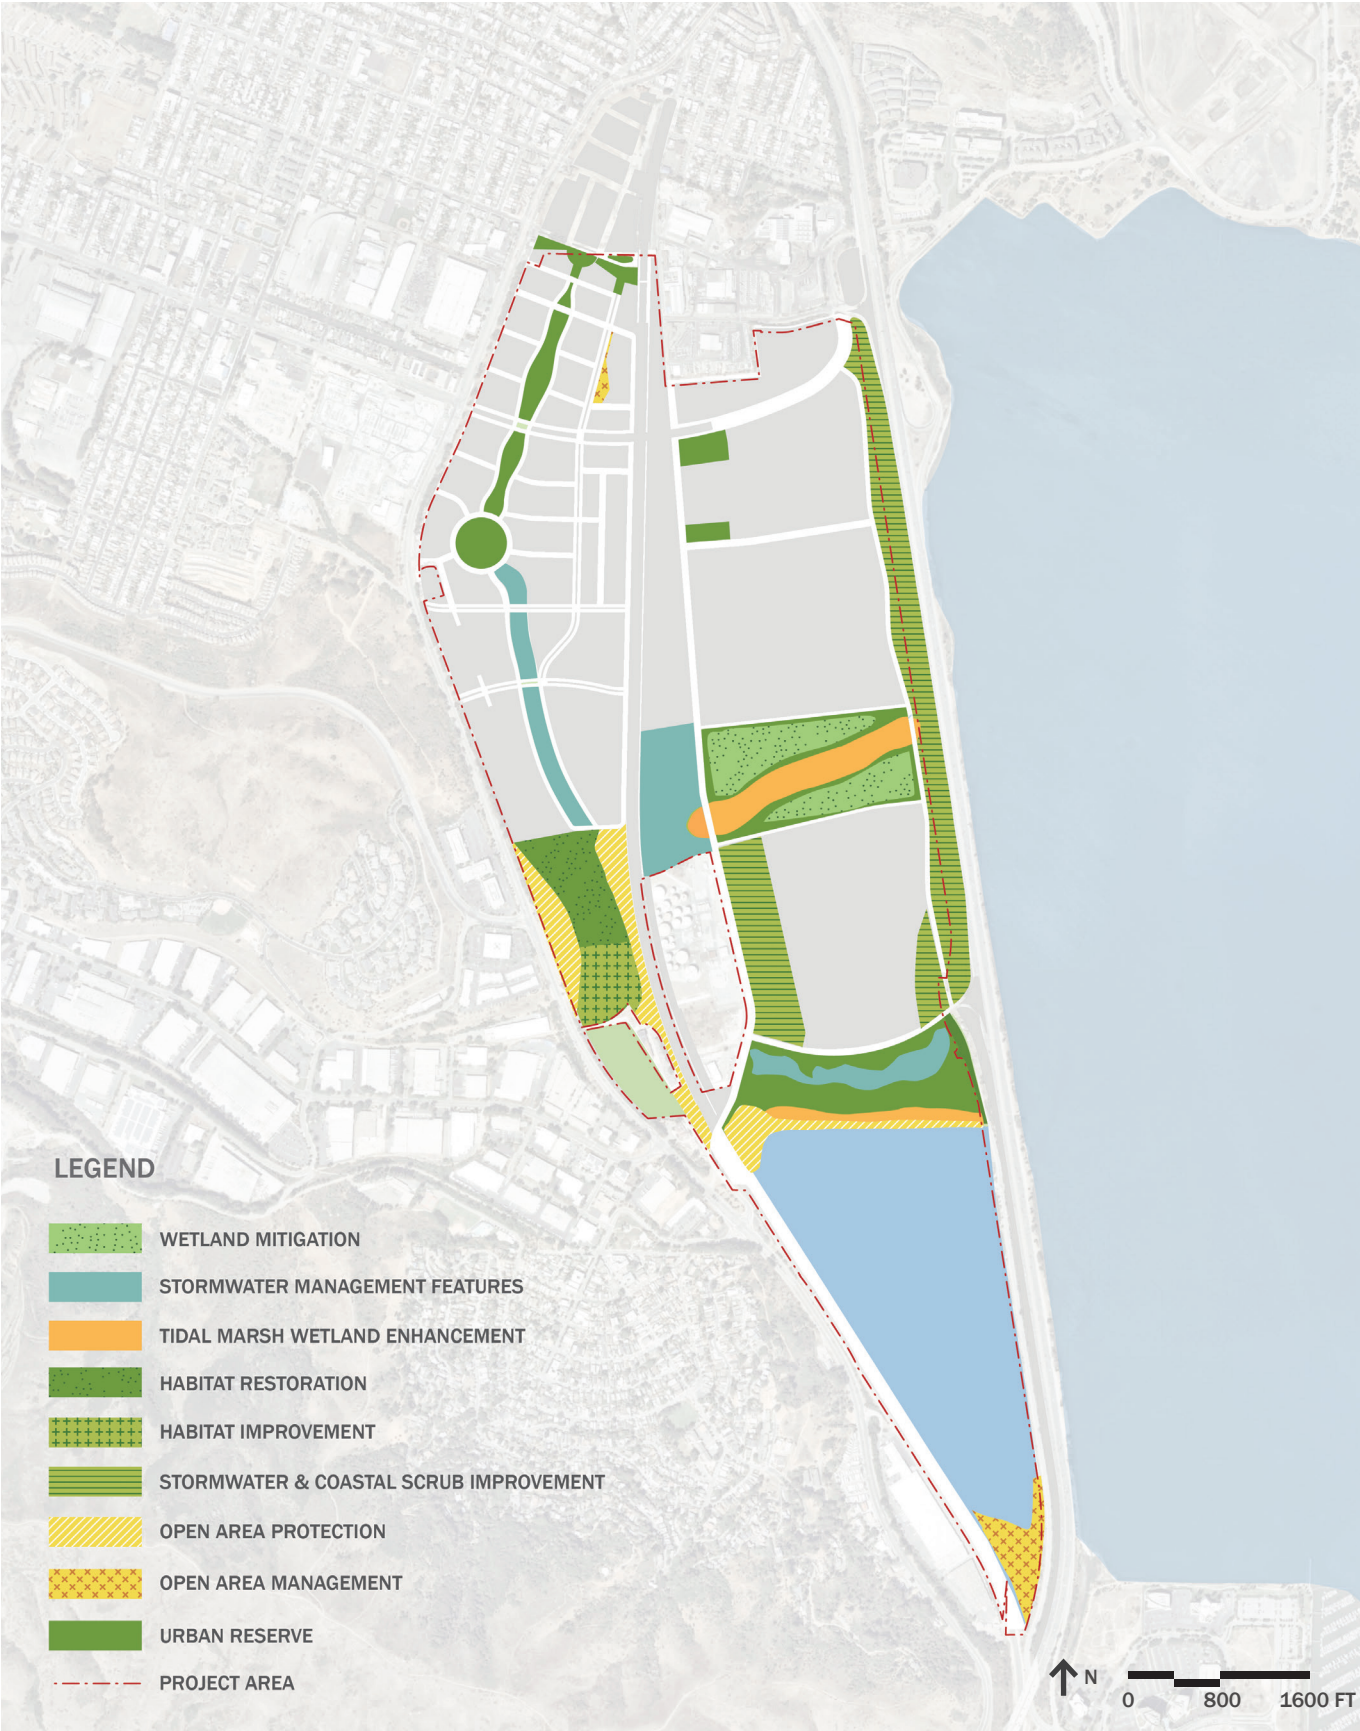 LEGEND
WETLAND MITIGATION
STORMWATER MANAGEMENT FEATURES
TIDAL MARSH WETLAND ENHANCEMENT
HABITAT RESTORATION
HABITAT IMPROVEMENT
STORMWATER & COASTAL SCRUB IMPROVEMENT
OPEN AREA PROTECTION
OPEN AREA MANAGEMENT
URBAN RESERVE
PROJECT AREA
N
0 800 1600 FT